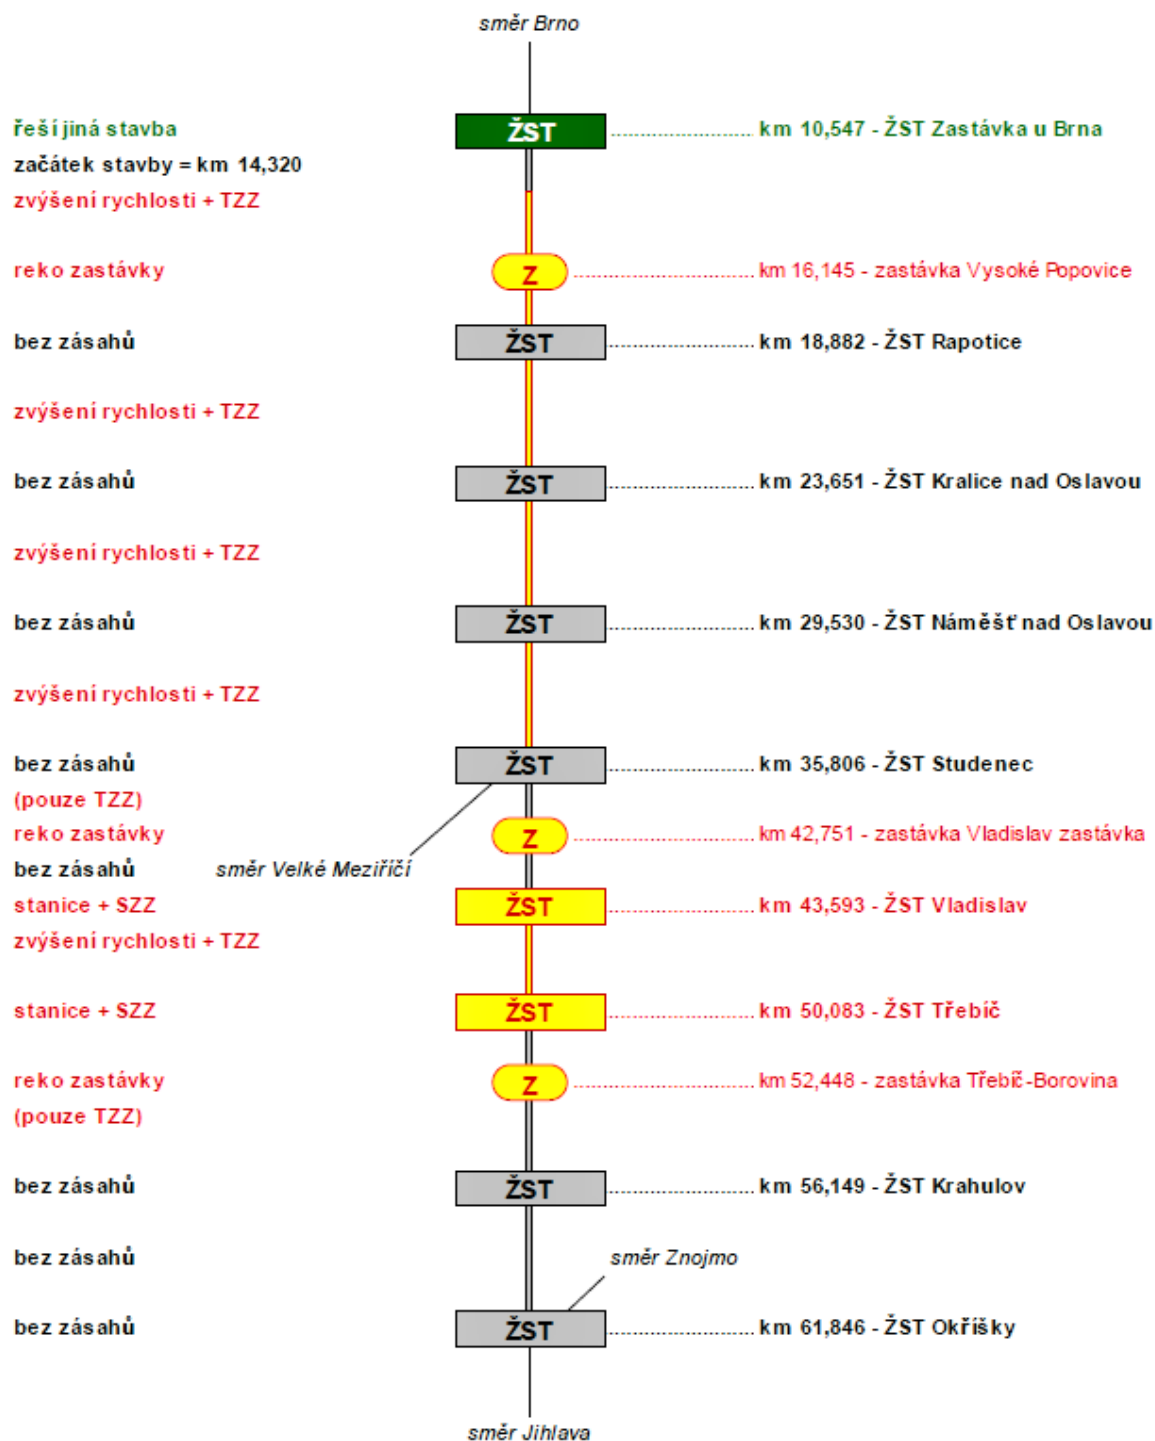 směr Brno
řeší jiná stavba ŽST km 10,547 - ŽST Zastávka u Brna
začátek stavby = km 14,320
zvýšení rychlosti + TZZ
reko zastávky Z km 16,145 - zastávka Vysoké Popovice
bez zásahů ŽST km 18,882 - ŽST Rapotice
zvýšení rychlosti + TZZ
bez zásahů ŽST km 23,651 - ŽST Kralice nad Oslavou
zvýšení rychlosti + TZZ
bez zásahů ŽST km 29,530 - ŽST Náměšť nad Oslavou
zvýšení rychlosti + TZZ
bez zásahů ŽST km 35,806 - ŽST Studenec
(pouze TZZ)
reko zastávky Z km 42,751 - zastávka Vladislav zastávka
bez zásahů směr Velké Meziříčí
stanice + SZZ ŽST km 43,593 - ŽST Vladislav
zvýšení rychlosti + TZZ
stanice + SZZ ŽST km 50,083 - ŽST Třebíč
reko zastávky Z km 52,448 - zastávka Třebíč-Borovina
(pouze TZZ)
bez zásahů ŽST km 56,149 - ŽST Krahulov
bez zásahů směr Znojmo
bez zásahů ŽST km 61,846 - ŽST Okříšky
směr Jihlava